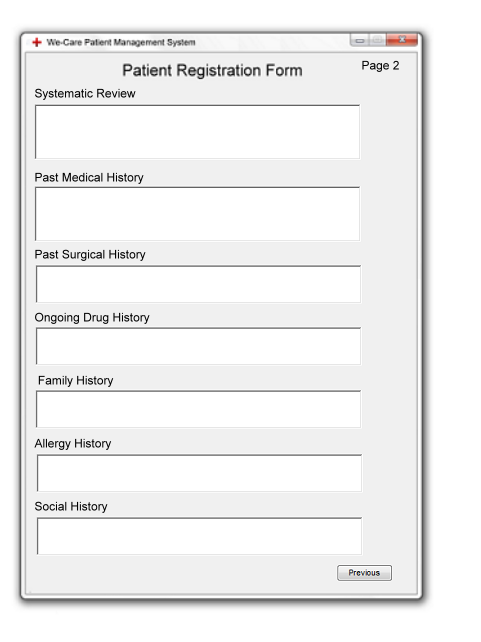 We-Care Patient Management System
Patient Registration Form
Page 2
Systematic Review
Past Medical History
Past Surgical History
Ongoing Drug History
Family History
Allergy History
Social History
Previous